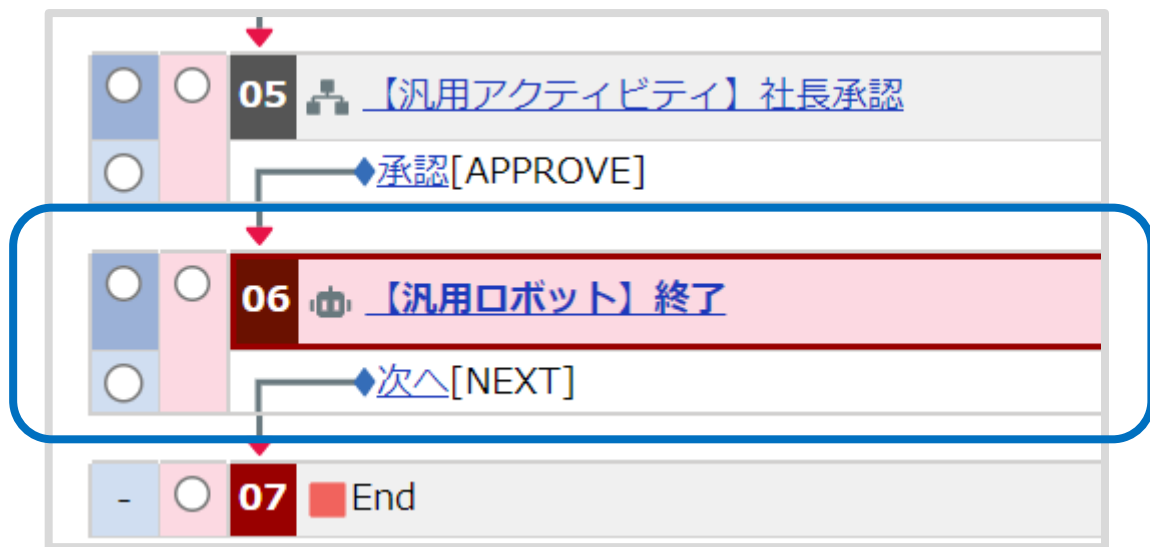 05 【汎用アクティビティ】社長承認
承認[APPROVE]
06 【汎用ロボット】終了
次へ[NEXT]
- 07 End